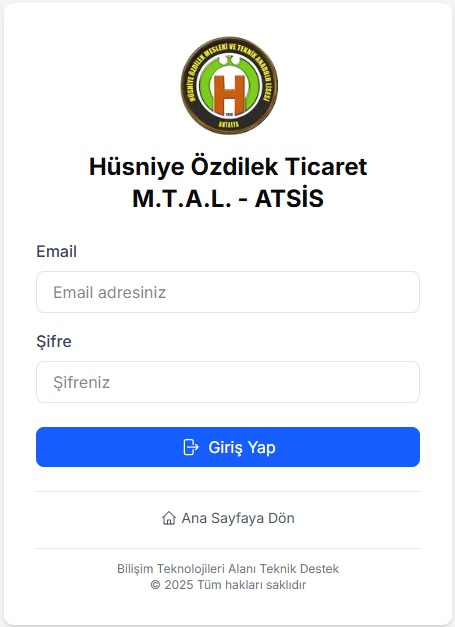 HÜSNİYE ÖZDİLEK MESLEKİ VE TEKNİK ANADOLU LİSESİ
H
ANTALYA
Hüsniye Özdilek Ticaret
M.T.A.L. - ATSİS
Email
Email adresiniz
Şifre
Şifreniz
Giriş Yap
Ana Sayfaya Dön
Bilişim Teknolojileri Alanı Teknik Destek
© 2025 Tüm hakları saklıdır